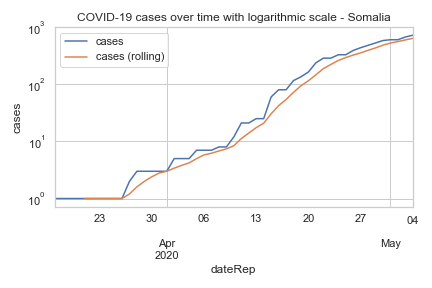 COVID-19 cases over time with logarithmic scale - Somalia
cases
cases (rolling)
10³
10²
10¹
10⁰
cases
23
30
06
13
20
27
04
Apr
2020
May
dateRep